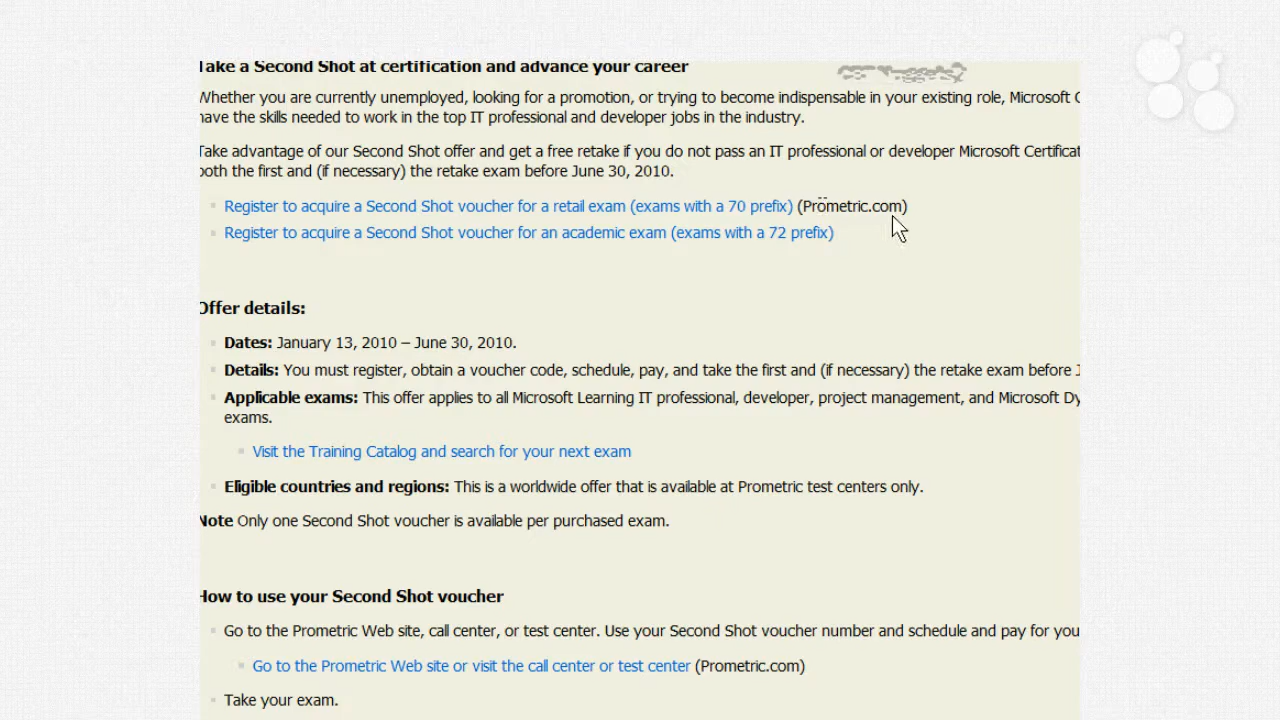 Take a Second Shot at certification and advance your career
Whether you are currently unemployed, looking for a promotion, or trying to become indispensable in your existing role, Microsoft
have the skills needed to work in the top IT professional and developer jobs in the industry.
Take advantage of our Second Shot offer and get a free retake if you do not pass an IT professional or developer Microsoft Certificat
both the first and (if necessary) the retake exam before June 30, 2010.
Register to acquire a Second Shot voucher for a retail exam (exams with a 70 prefix) (Prometric.com)
Register to acquire a Second Shot voucher for an academic exam (exams with a 72 prefix)
Offer details:
Dates: January 13, 2010 – June 30, 2010.
Details: You must register, obtain a voucher code, schedule, pay, and take the first and (if necessary) the retake exam before
Applicable exams: This offer applies to all Microsoft Learning IT professional, developer, project management, and Microsoft Dy
exams.
Visit the Training Catalog and search for your next exam
Eligible countries and regions: This is a worldwide offer that is available at Prometric test centers only.
Note Only one Second Shot voucher is available per purchased exam.
How to use your Second Shot voucher
Go to the Prometric Web site, call center, or test center. Use your Second Shot voucher number and schedule and pay for you
Go to the Prometric Web site or visit the call center or test center (Prometric.com)
Take your exam.